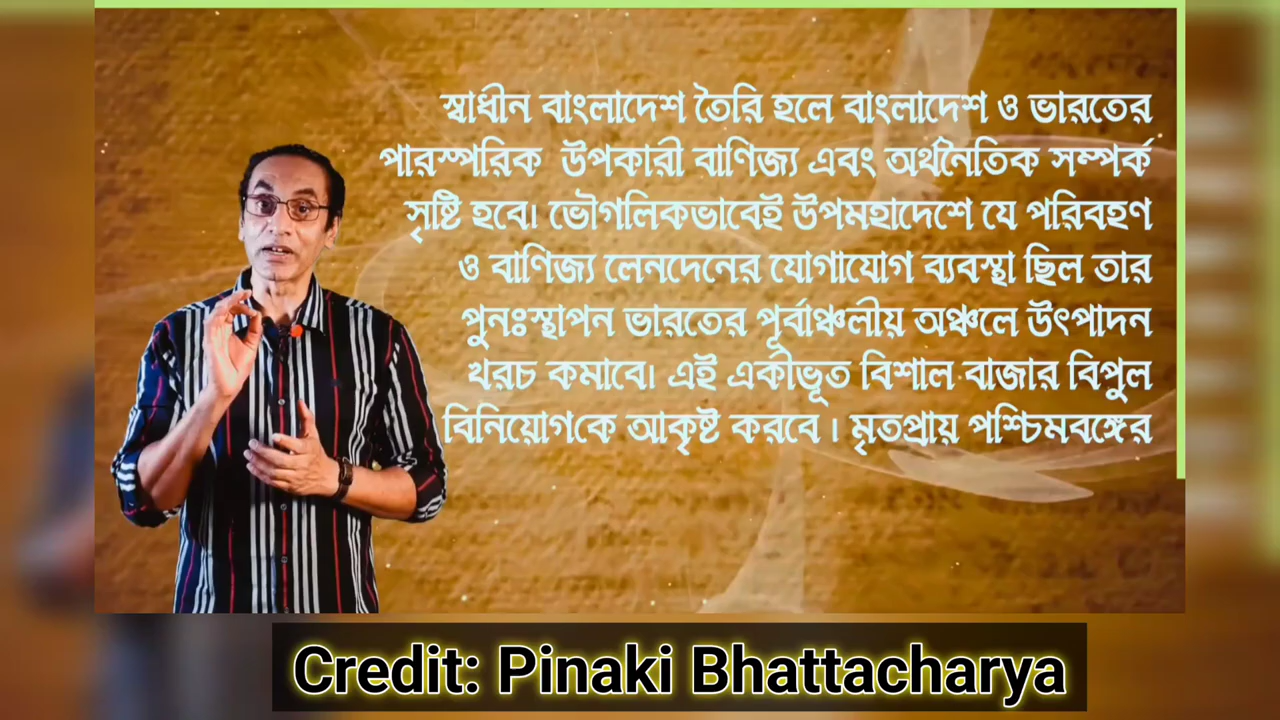 স্বাধীন বাংলাদেশ তৈরি হলে বাংলাদেশ ও ভারতের
পারস্পরিক উপকারী বাণিজ্য এবং অর্থনৈতিক সম্পর্ক
সৃষ্টি হবে। ভৌগলিকভাবেই উপমহাদেশে যে পরিবহণ
ও বাণিজ্য লেনদেনের যোগাযোগ ব্যবস্থা ছিল তার
পুনঃস্থাপন ভারতের পূর্বাঞ্চলীয় অঞ্চলে উৎপাদন
খরচ কমাবে। এই একীভূত বিশাল বাজার বিপুল
বিনিয়োগকে আকৃষ্ট করবে । মৃতপ্রায় পশ্চিমবঙ্গের
Credit: Pinaki Bhattacharya